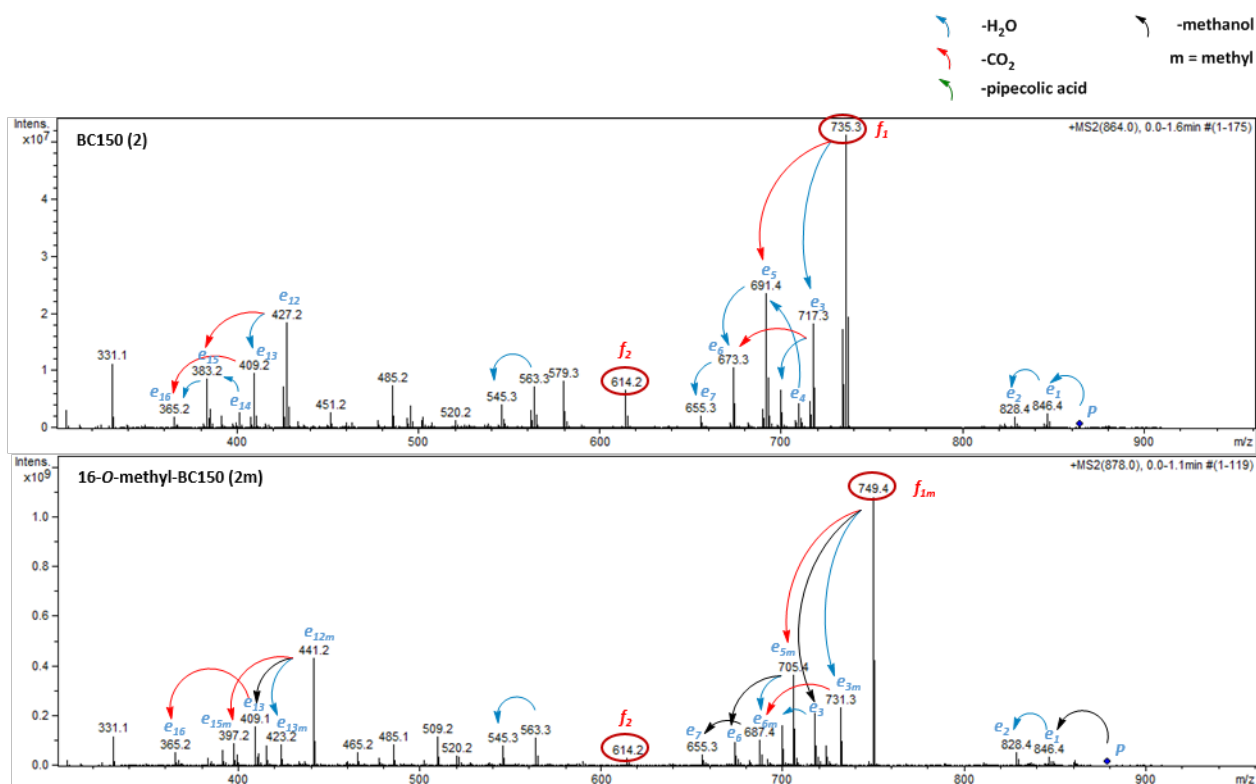 -H₂O
-methanol
-CO₂
m = methyl
-pipecolic acid
Intens.
x10⁷
BC150 (2)
+MS2(864.0), 0.0-1.6min #(1-175)
735.3
f₁
4
3
2
1
0
e₅
691.4
e₃
717.3
e₁₂
427.2
e₆
673.3
331.1
e₁₅
e₁₃
383.2
409.2
e₁₆
365.2
e₁₄
485.2
451.2
520.2
545.3
563.3
579.3
f₂
614.2
e₇
655.3
e₄
e₂
828.4
e₁
846.4
P
400
500
600
700
800
900
m/z
Intens.
x10⁹
16-O-methyl-BC150 (2m)
+MS2(878.0), 0.0-1.1min #(1-119)
749.4
f₁ₘ
1.0
0.8
0.6
0.4
0.2
0.0
e₁₂ₘ
441.2
e₅ₘ
705.4
e₃ₘ
731.3
331.1
e₁₆
365.2
e₁₅ₘ
397.2
e₁₃
409.1
e₁₃ₘ
423.2
465.2
485.1
509.2
520.2
545.3
563.3
f₂
614.2
e₇
655.3
e₆
e₆ₘ
687.4
e₃
e₂
828.4
e₁
846.4
P
400
500
600
700
800
900
m/z